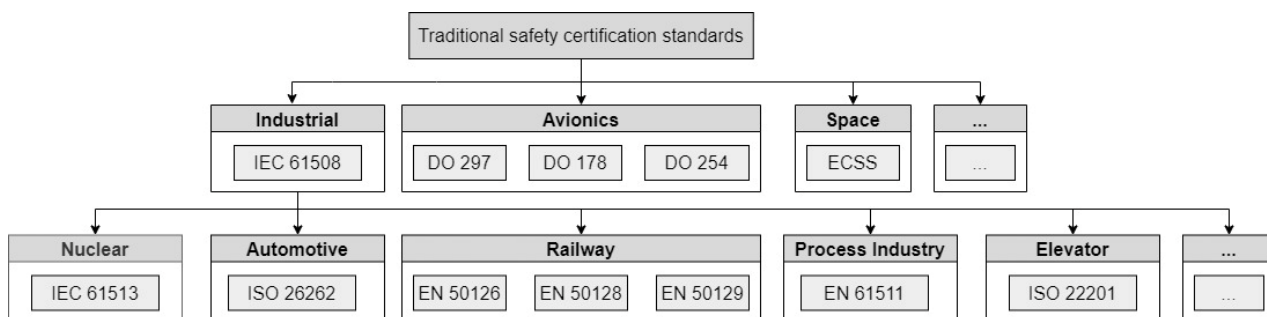 Traditional safety certification standards
Industrial
Avionics
Space
...
IEC 61508
DO 297
DO 178
DO 254
ECSS
...
Nuclear
Automotive
Railway
Process Industry
Elevator
...
IEC 61513
ISO 26262
EN 50126
EN 50128
EN 50129
EN 61511
ISO 22201
...